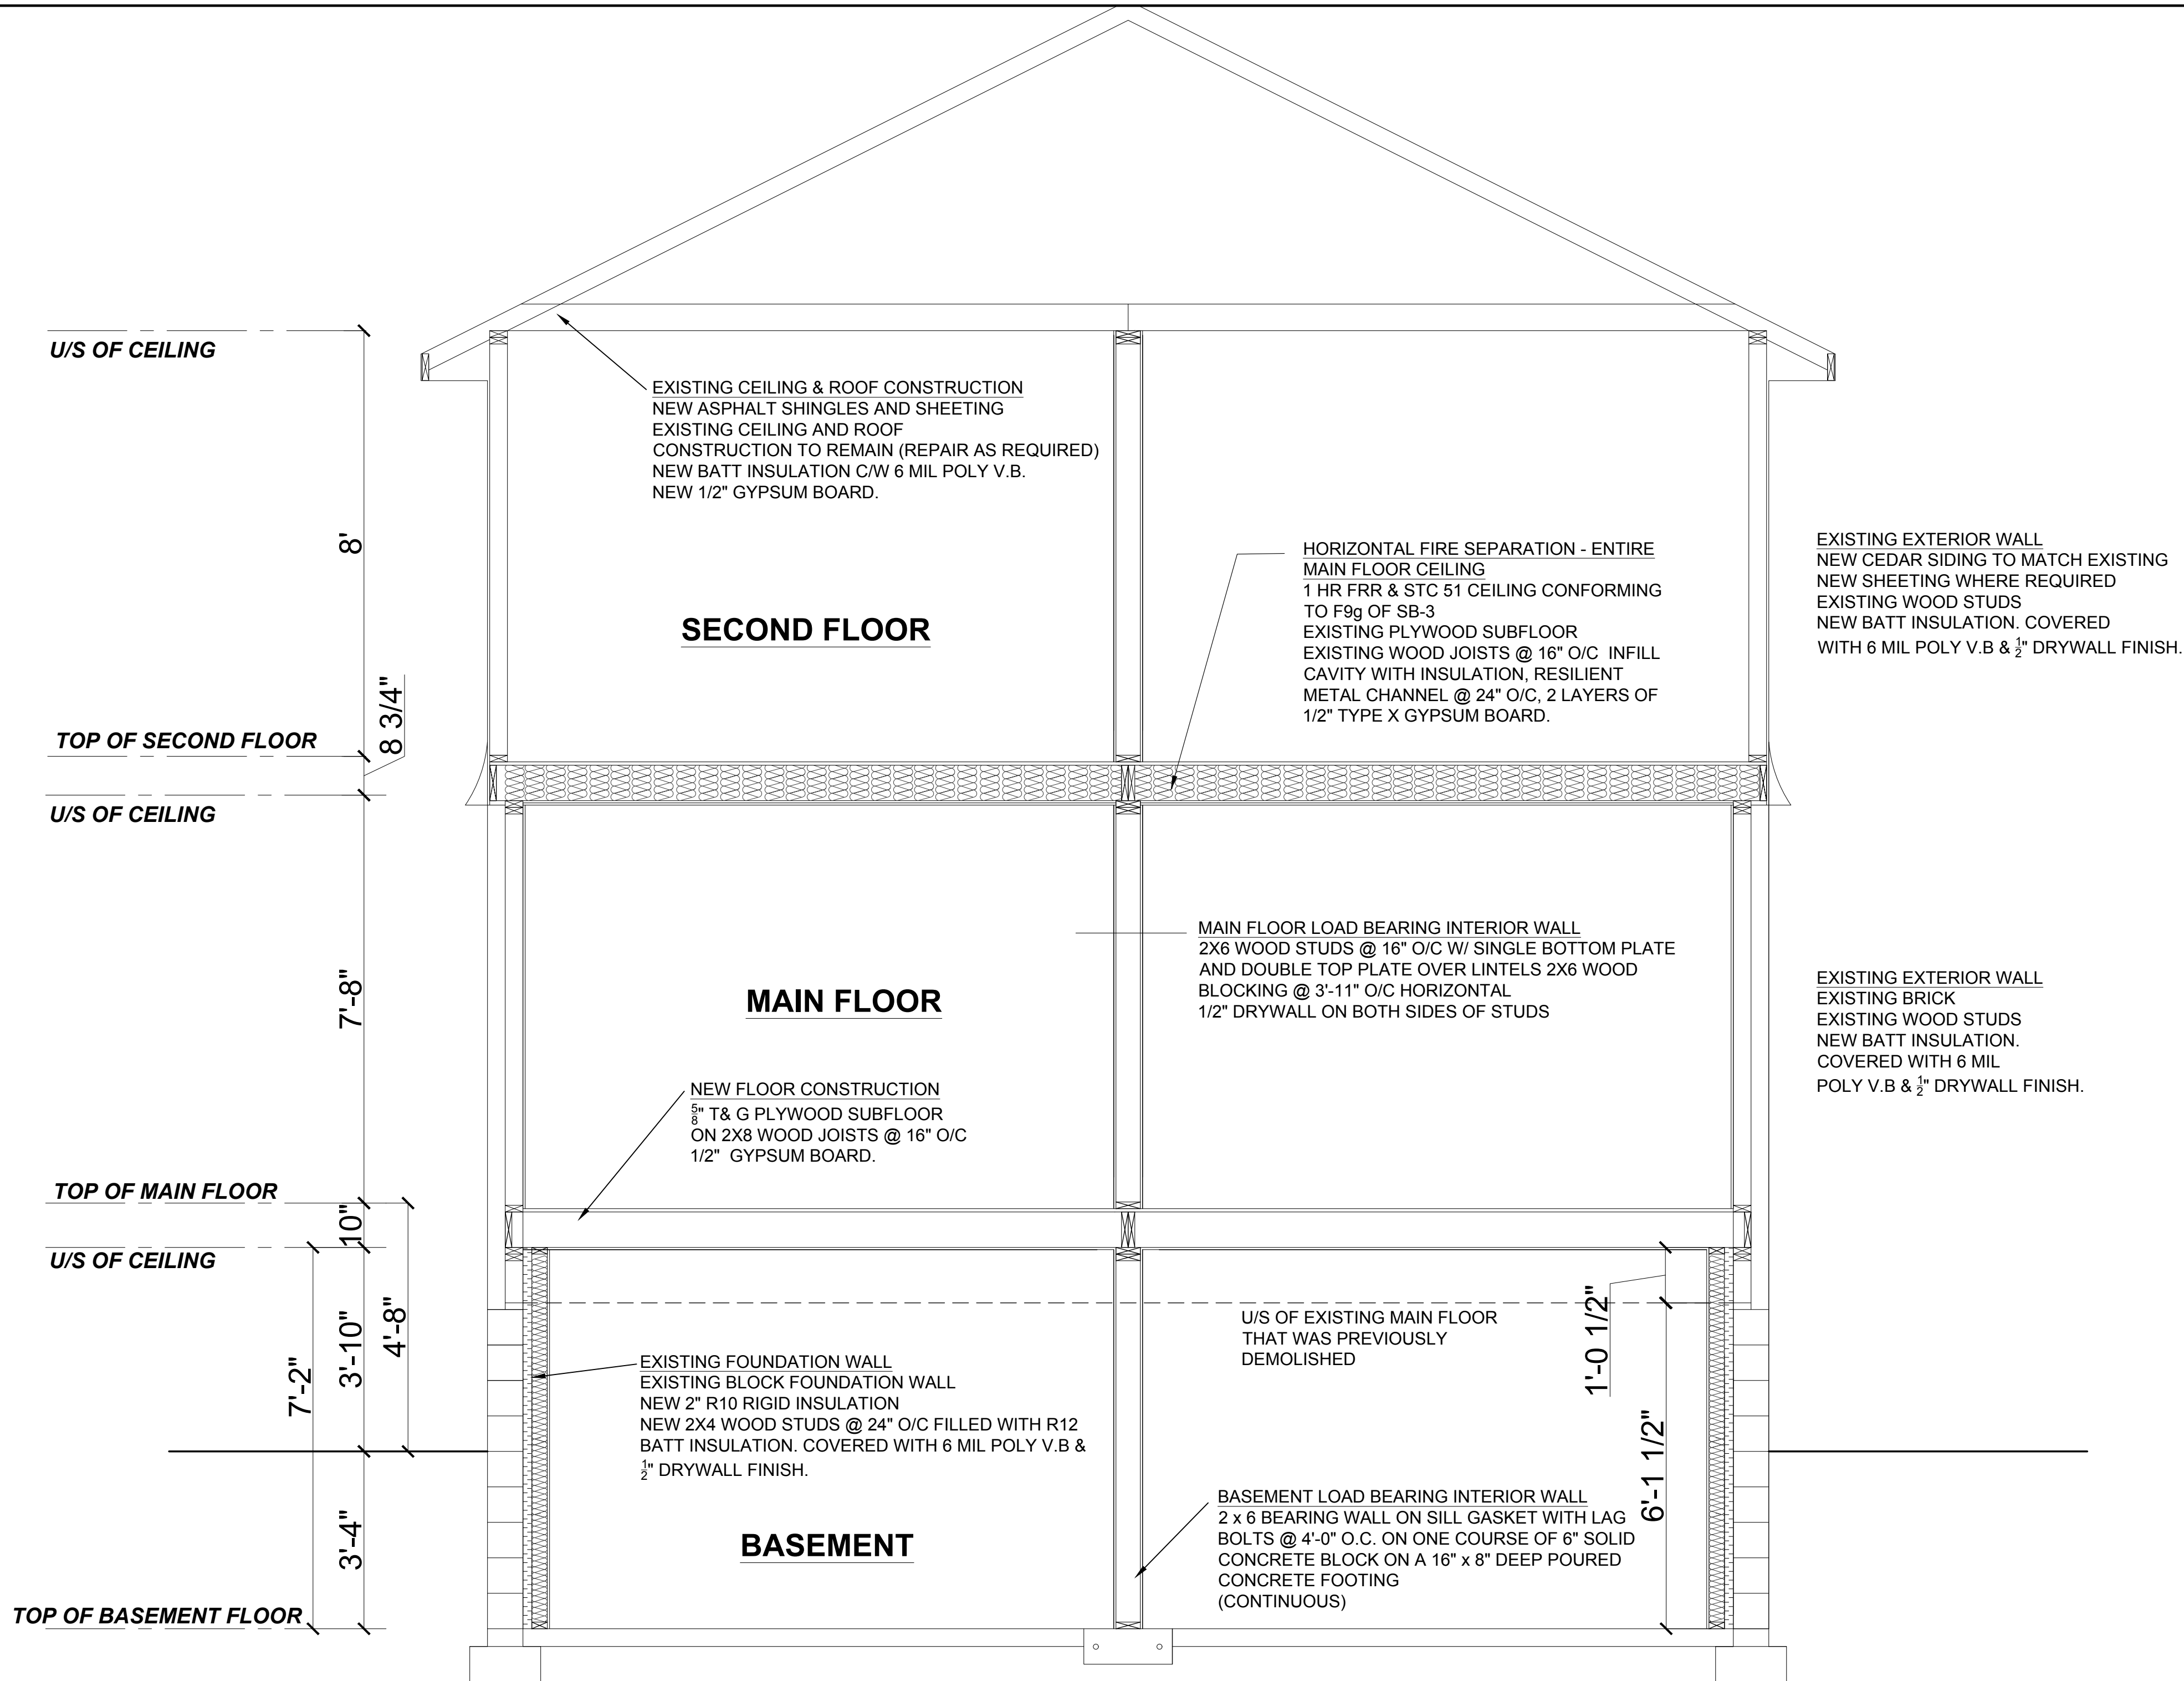 U/S OF CEILING
8'
8 3/4"
TOP OF SECOND FLOOR
U/S OF CEILING
7'-8"
TOP OF MAIN FLOOR
10"
U/S OF CEILING
3'-10"
4'-8"
7'-2"
3'-4"
TOP OF BASEMENT FLOOR
EXISTING CEILING & ROOF CONSTRUCTION
NEW ASPHALT SHINGLES AND SHEETING
EXISTING CEILING AND ROOF
CONSTRUCTION TO REMAIN (REPAIR AS REQUIRED)
NEW BATT INSULATION C/W 6 MIL POLY V.B.
NEW 1/2" GYPSUM BOARD.
SECOND FLOOR
HORIZONTAL FIRE SEPARATION - ENTIRE
MAIN FLOOR CEILING
1 HR FRR & STC 51 CEILING CONFORMING
TO F9g OF SB-3
EXISTING PLYWOOD SUBFLOOR
EXISTING WOOD JOISTS @ 16" O/C INFILL
CAVITY WITH INSULATION, RESILIENT
METAL CHANNEL @ 24" O/C, 2 LAYERS OF
1/2" TYPE X GYPSUM BOARD.
EXISTING EXTERIOR WALL
NEW CEDAR SIDING TO MATCH EXISTING
NEW SHEETING WHERE REQUIRED
EXISTING WOOD STUDS
NEW BATT INSULATION. COVERED
WITH 6 MIL POLY V.B & 1/2" DRYWALL FINISH.
MAIN FLOOR
MAIN FLOOR LOAD BEARING INTERIOR WALL
2X6 WOOD STUDS @ 16" O/C W/ SINGLE BOTTOM PLATE
AND DOUBLE TOP PLATE OVER LINTELS 2X6 WOOD
BLOCKING @ 3'-11" O/C HORIZONTAL
1/2" DRYWALL ON BOTH SIDES OF STUDS
EXISTING EXTERIOR WALL
EXISTING BRICK
EXISTING WOOD STUDS
NEW BATT INSULATION.
COVERED WITH 6 MIL
POLY V.B & 1/2" DRYWALL FINISH.
NEW FLOOR CONSTRUCTION
5/8" T& G PLYWOOD SUBFLOOR
ON 2X8 WOOD JOISTS @ 16" O/C
1/2" GYPSUM BOARD.
U/S OF EXISTING MAIN FLOOR
THAT WAS PREVIOUSLY
DEMOLISHED
1'-0 1/2"
6'-1 1/2"
EXISTING FOUNDATION WALL
EXISTING BLOCK FOUNDATION WALL
NEW 2" R10 RIGID INSULATION
NEW 2X4 WOOD STUDS @ 24" O/C FILLED WITH R12
BATT INSULATION. COVERED WITH 6 MIL POLY V.B &
1/2" DRYWALL FINISH.
BASEMENT
BASEMENT LOAD BEARING INTERIOR WALL
2 x 6 BEARING WALL ON SILL GASKET WITH LAG
BOLTS @ 4'-0" O.C. ON ONE COURSE OF 6" SOLID
CONCRETE BLOCK ON A 16" x 8" DEEP POURED
CONCRETE FOOTING
(CONTINUOUS)